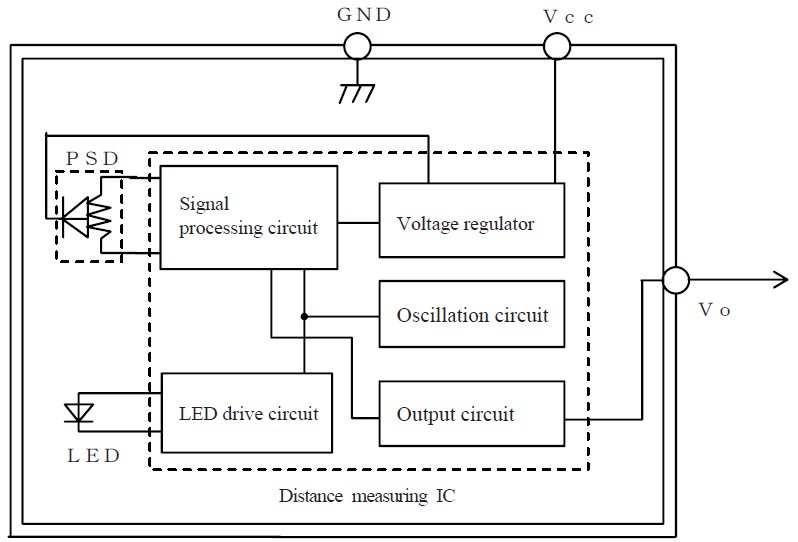 GND
Vcc
PSD
Signal
processing circuit
Voltage regulator
Oscillation circuit
Vo
LED drive circuit
Output circuit
LED
Distance measuring IC